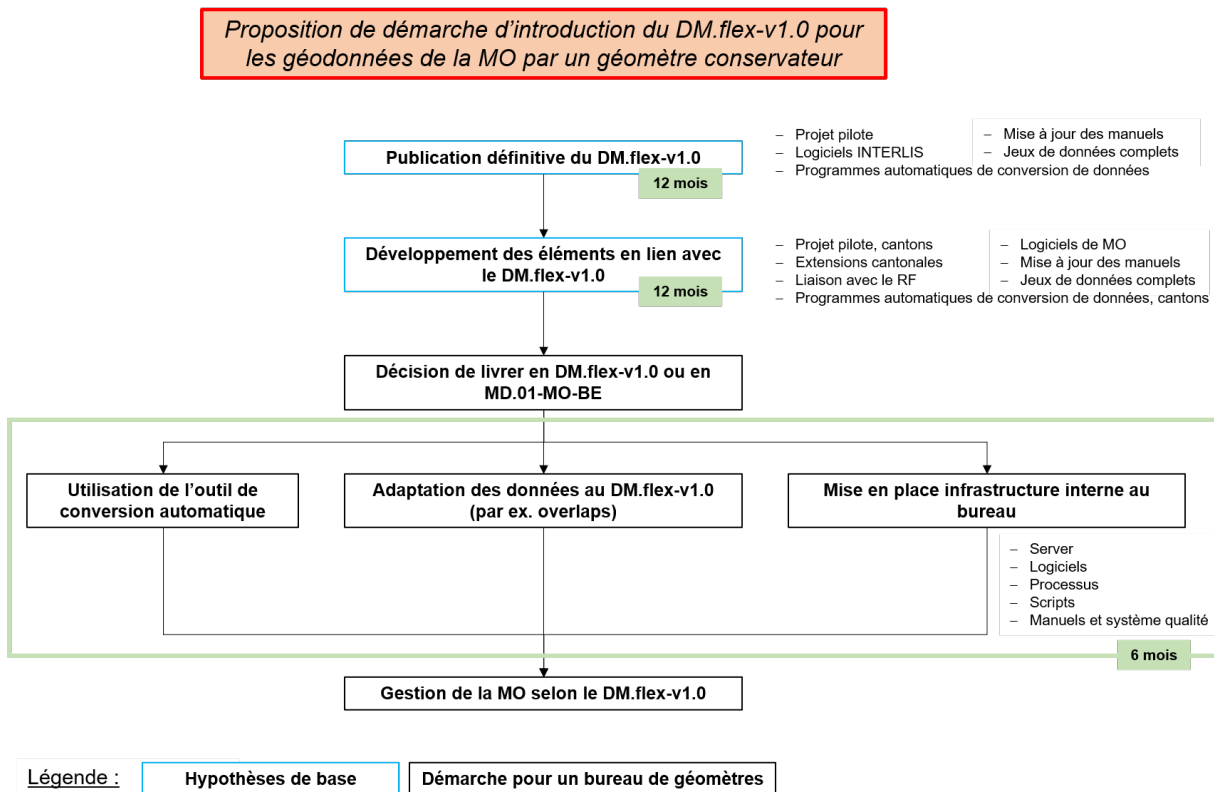 Proposition de démarche d’introduction du DM.flex-v1.0 pour
les géodonnées de la MO par un géomètre conservateur
Publication définitive du DM.flex-v1.0
12 mois
– Projet pilote
– Logiciels INTERLIS
– Programmes automatiques de conversion de données
– Mise à jour des manuels
– Jeux de données complets
Développement des éléments en lien avec
le DM.flex-v1.0
12 mois
– Projet pilote, cantons
– Extensions cantonales
– Liaison avec le RF
– Programmes automatiques de conversion de données, cantons
– Logiciels de MO
– Mise à jour des manuels
– Jeux de données complets
Décision de livrer en DM.flex-v1.0 ou en
MD.01-MO-BE
Utilisation de l’outil de
conversion automatique
Adaptation des données au DM.flex-v1.0
(par ex. overlaps)
Mise en place infrastructure interne au
bureau
– Server
– Logiciels
– Processus
– Scripts
– Manuels et système qualité
6 mois
Gestion de la MO selon le DM.flex-v1.0
Légende :
Hypothèses de base
Démarche pour un bureau de géomètres